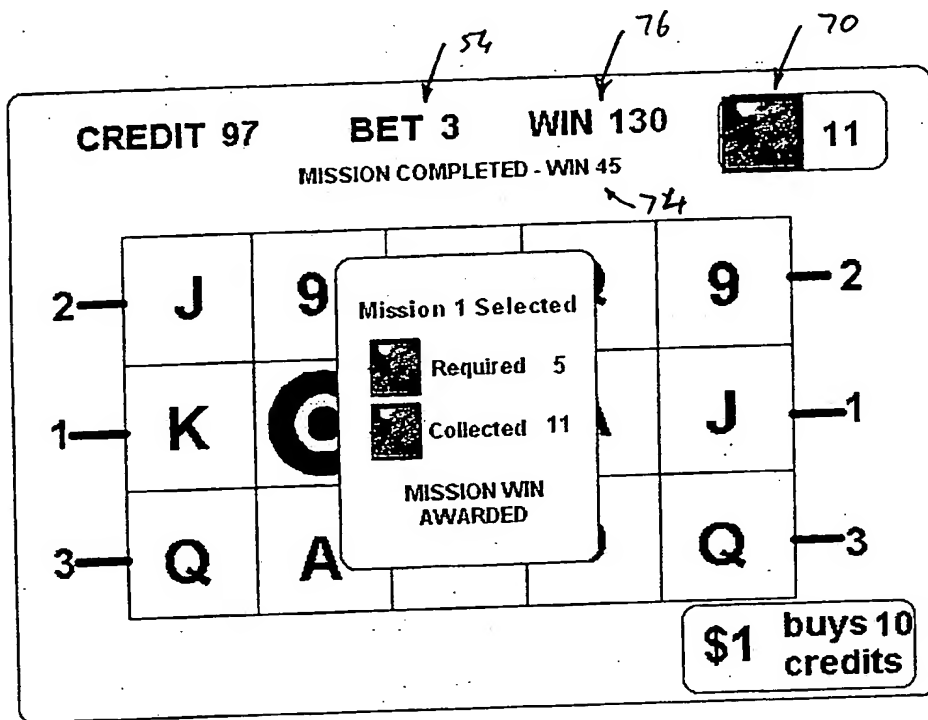 54
76
70
CREDIT 97 BET 3 WIN 130 11
MISSION COMPLETED - WIN 45
74
2 J 9 9 2
Mission 1 Selected
Required 5
1 K J 1
Collected 11
MISSION WIN
AWARDED
3 Q A Q 3
$1 buys 10
credits